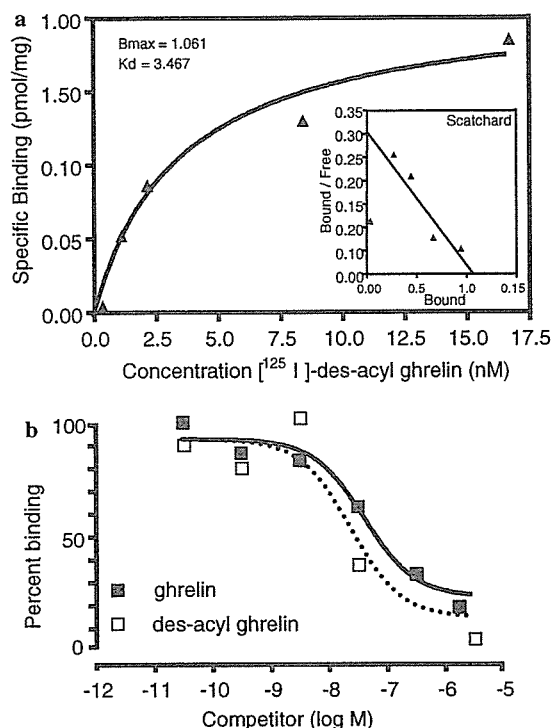 a
Bmax = 1.061
Kd = 3.467
Specific Binding (pmol/mg)
1.00
1.50
0.10
0.05
0.00
0.0 2.5 5.0 7.5 10.0 12.5 15.0 17.5
Concentration [125 I]-des-acyl ghrelin (nM)
Scatchard
Bound / Free
0.35
0.30
0.25
0.20
0.15
0.10
0.00
0.00 0.5 1.0 0.15
Bound
b
Percent binding
100
50
0
ghrelin
des-acyl ghrelin
-12 -11 -10 -9 -8 -7 -6 -5
Competitor (log M)